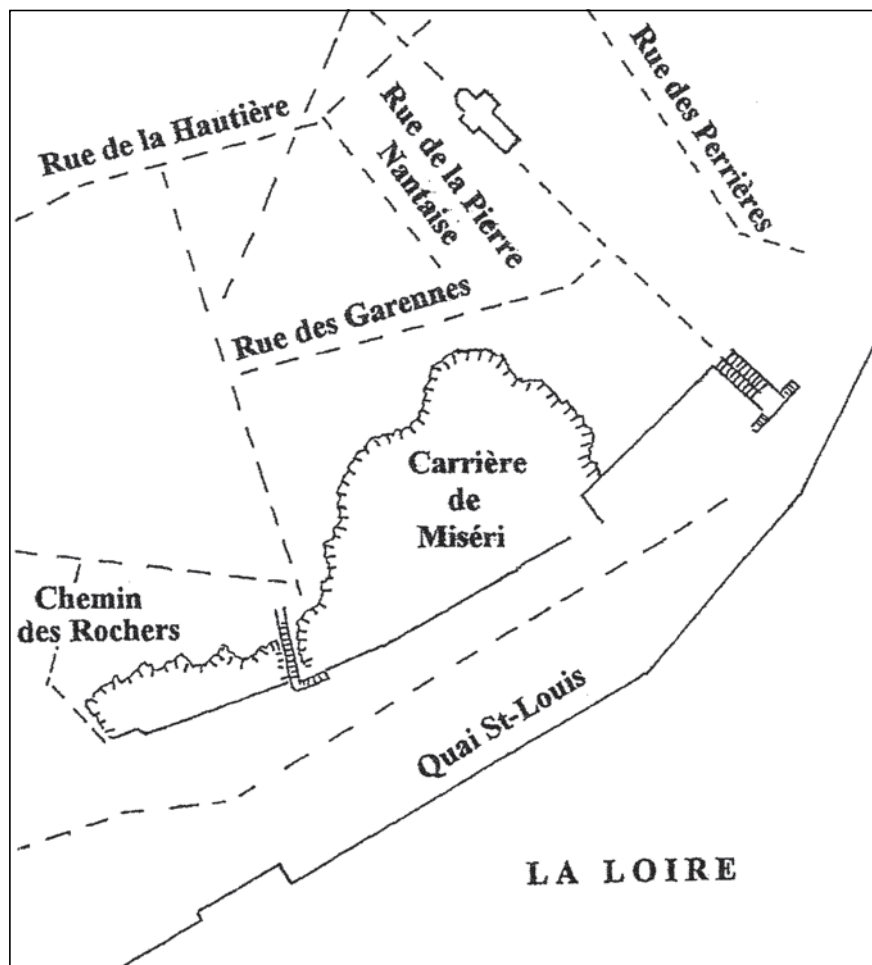 Rue de la Hautière
Rue de la Pierre
Nantaise
Rue des Perrières
Rue des Garennes
Carrière
de
Miséri
Chemin
des Rochers
Quai St-Louis
LA LOIRE